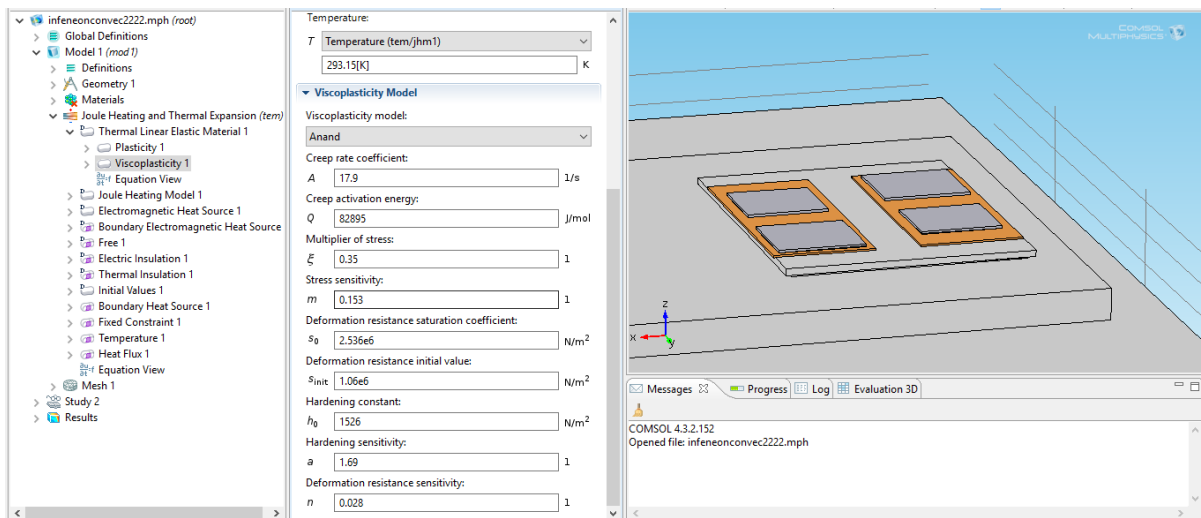 infeneonconvec2222.mph (root)
Global Definitions
Model 1 (mod1)
Definitions
Geometry 1
Materials
Joule Heating and Thermal Expansion (tem)
Thermal Linear Elastic Material 1
Plasticity 1
Viscoplasticity 1
Equation View
Joule Heating Model 1
Electromagnetic Heat Source 1
Boundary Electromagnetic Heat Source
Free 1
Electric Insulation 1
Thermal Insulation 1
Initial Values 1
Boundary Heat Source 1
Fixed Constraint 1
Temperature 1
Heat Flux 1
Equation View
Mesh 1
Study 2
Results
Temperature:
T Temperature (tem/jhm1)
293.15[K] K
Viscoplasticity Model
Viscoplasticity model:
Anand
Creep rate coefficient:
A 17.9 1/s
Creep activation energy:
Q 82895 J/mol
Multiplier of stress:
ξ 0.35 1
Stress sensitivity:
m 0.153 1
Deformation resistance saturation coefficient:
s₀ 2.536e6 N/m²
Deformation resistance initial value:
s_init 1.06e6 N/m²
Hardening constant:
h₀ 1526 N/m²
Hardening sensitivity:
a 1.69 1
Deformation resistance sensitivity:
n 0.028 1
COMSOL
MULTIPHYSICS
z
x
y
Messages Progress Log Evaluation 3D
COMSOL 4.3.2.152
Opened file: infeneonconvec2222.mph